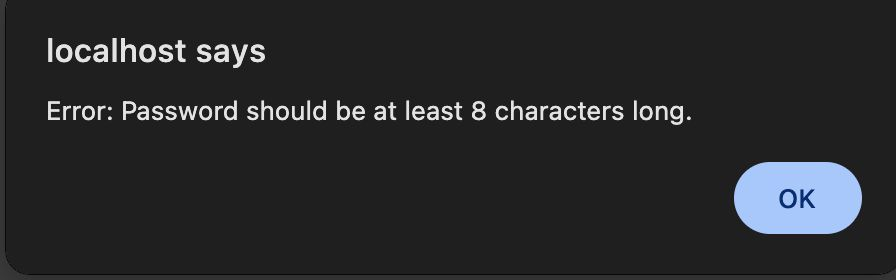 localhost says
Error: Password should be at least 8 characters long.
OK